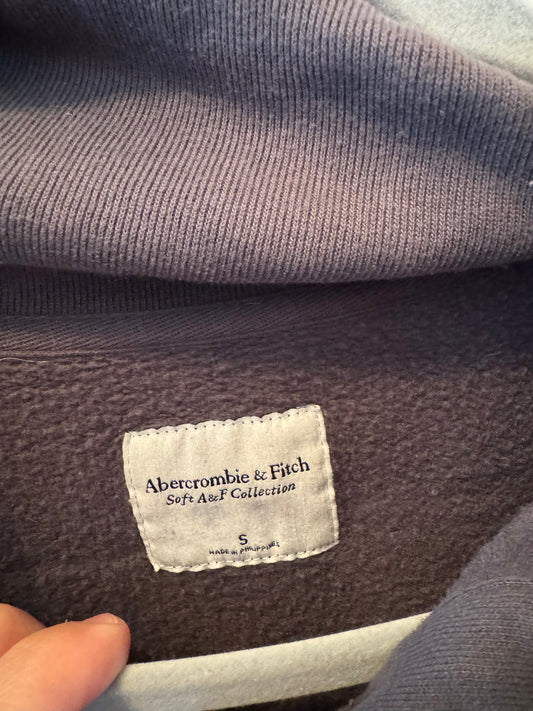 Abercrombie & Fitch
Soft A&F Collection
S
MADE IN PHILIPPINES